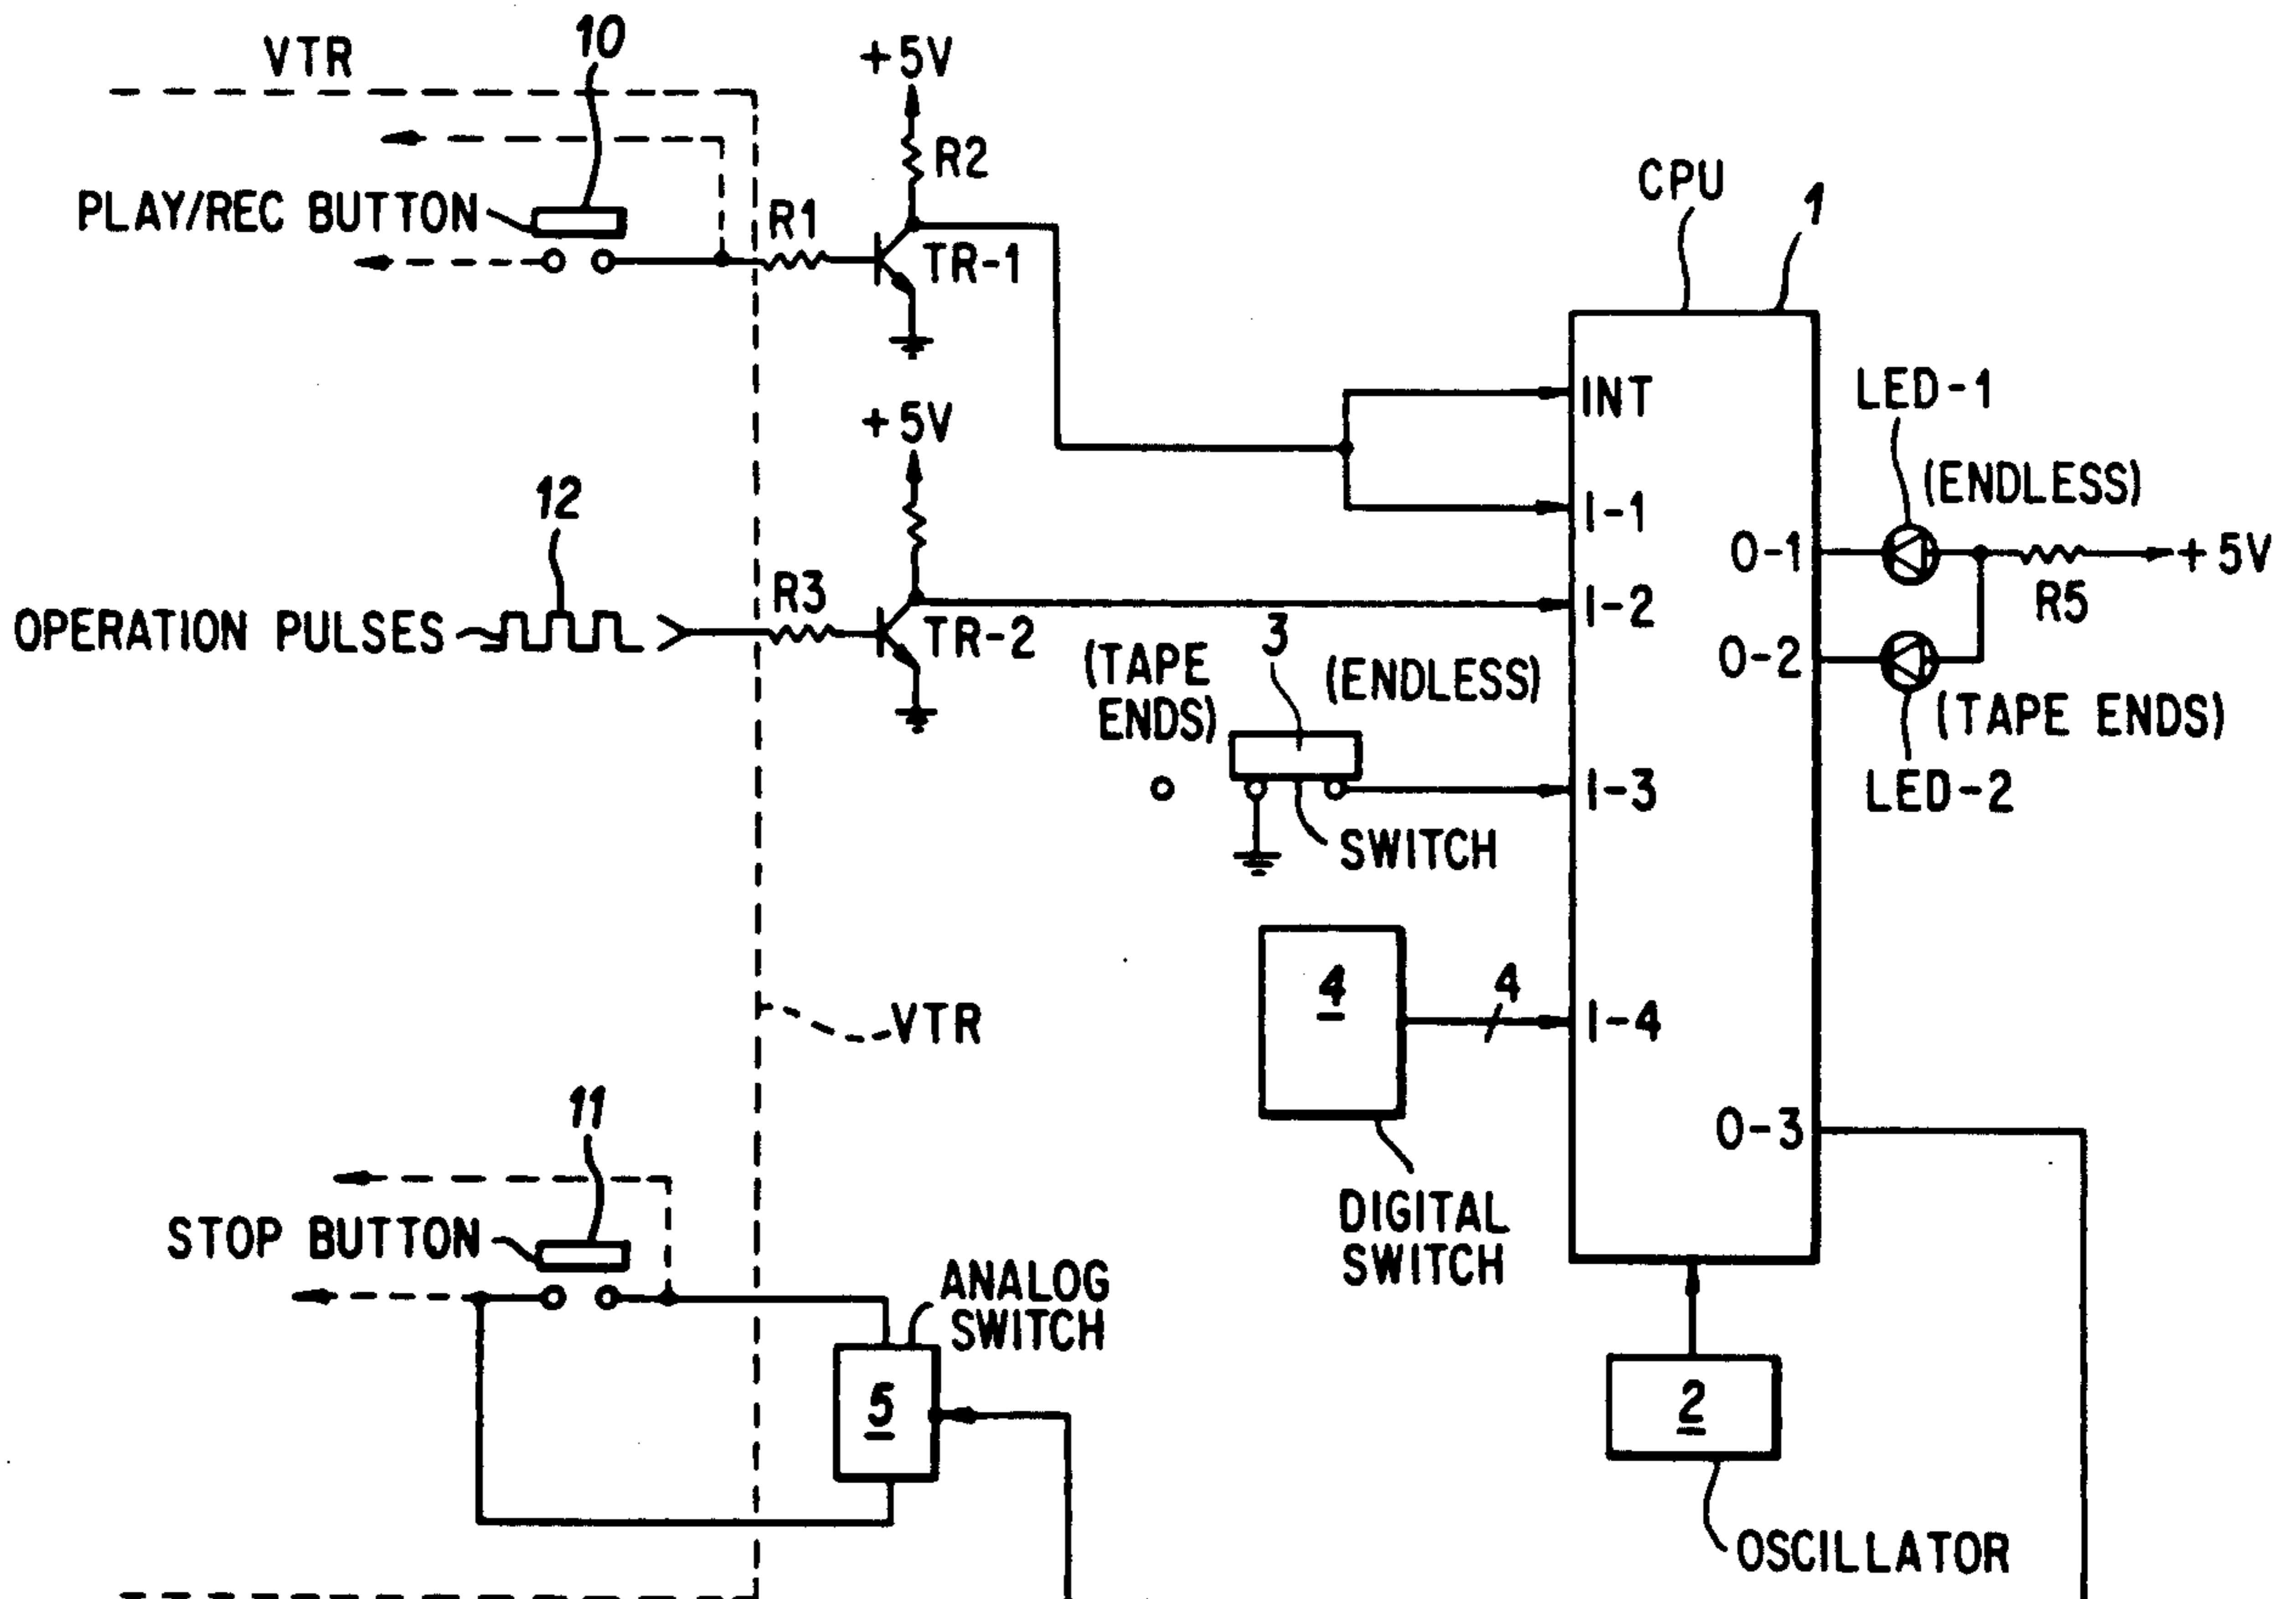 VTR
10
+5V
R2
PLAY/REC BUTTON
R1
TR-1
CPU
1
INT
LED-1
+5V
(ENDLESS)
12
I-1
O-1
+5V
R5
OPERATION PULSES
R3
TR-2
I-2
(TAPE
ENDS)
3
(ENDLESS)
O-2
(TAPE ENDS)
LED-2
I-3
SWITCH
4
4
I-4
VTR
DIGITAL
SWITCH
O-3
11
STOP BUTTON
ANALOG
SWITCH
5
2
OSCILLATOR